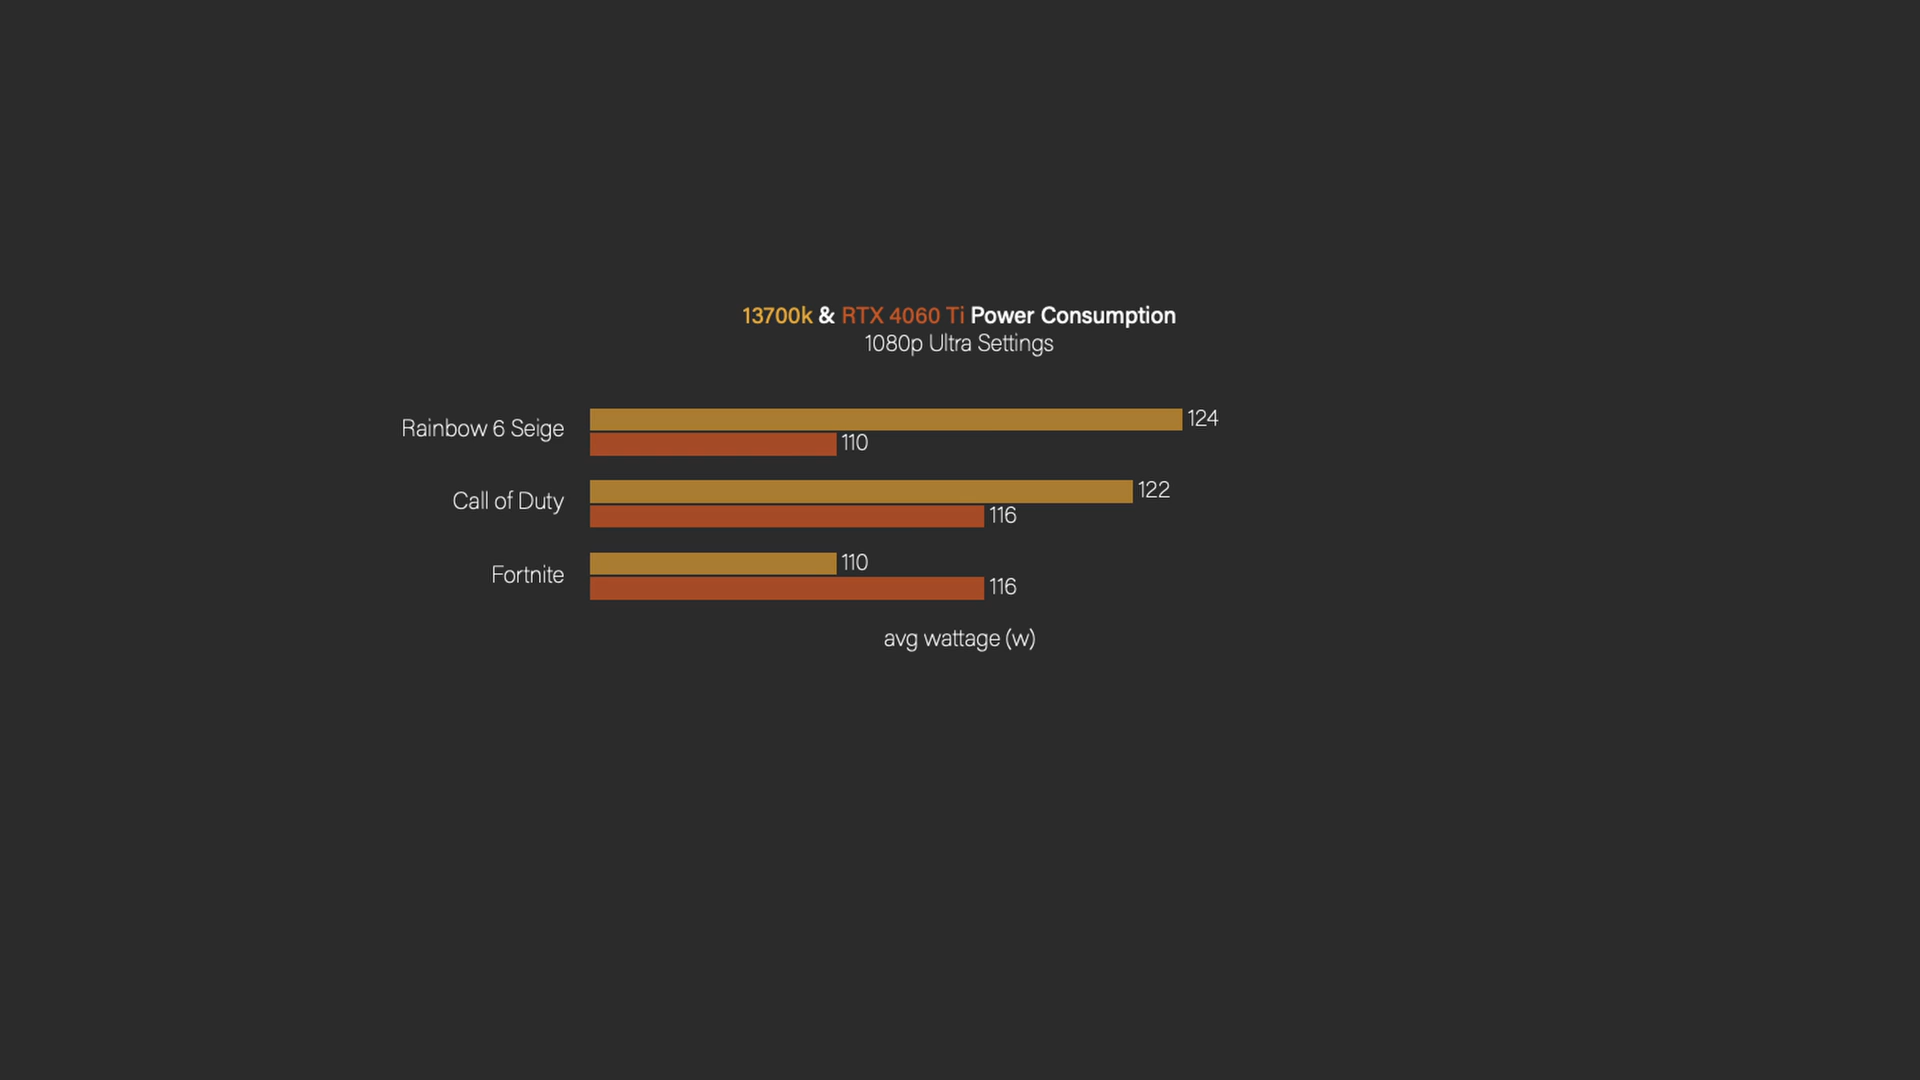 13700k & RTX 4060 Ti Power Consumption
1080p Ultra Settings
Rainbow 6 Seige
124
110
Call of Duty
122
116
Fortnite
110
116
avg wattage (w)